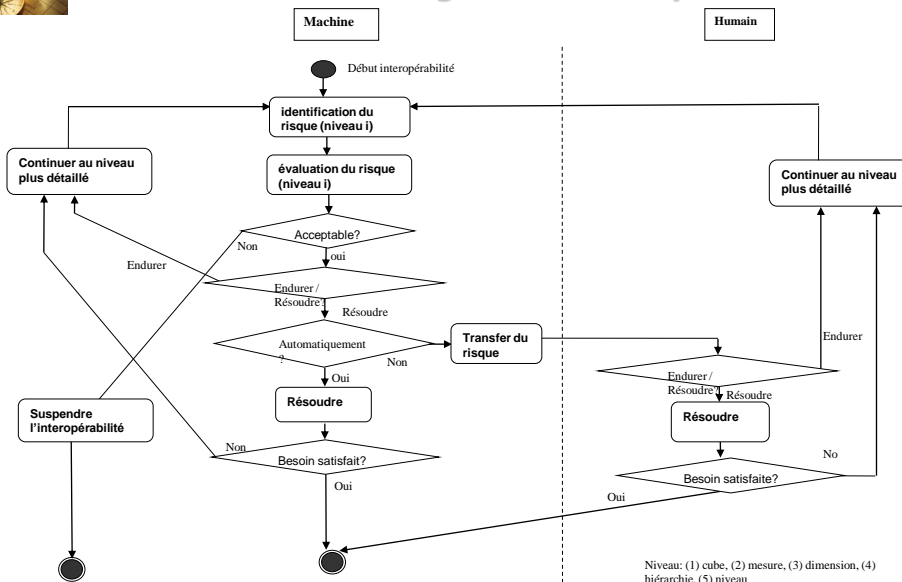 Machine
Humain
Début interopérabilité
identification du
risque (niveau i)
Continuer au niveau
plus détaillé
évaluation du risque
(niveau i)
Continuer au niveau
plus détaillé
Acceptable?
Non
oui
Endurer
Endurer /
Résoudre?
Résoudre
Automatiquement
?
Non
Transfer du
risque
Endurer
Oui
Endurer /
Résoudre?
Résoudre
Résoudre
Résoudre
Suspendre
l'interopérabilité
Non
Besoin satisfait?
No
Besoin satisfaite?
Oui
Oui
Niveau: (1) cube, (2) mesure, (3) dimension, (4)
hiérarchie, (5) niveau